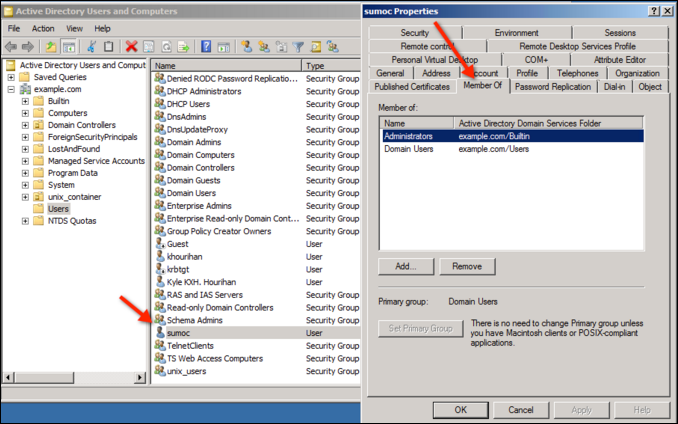 Active Directory Users and Computers
File Action View Help
Active Directory Users and Comput
Saved Queries
example.com
Builtin
Computers
Domain Controllers
ForeignSecurityPrincipals
LostAndFound
Managed Service Accounts
Program Data
System
unix_container
Users
NTDS Quotas
Name Type
Denied RODC Password Replicatio... Security Group
DHCP Administrators Security Group
DHCP Users Security Group
DnsAdmins Security Group
DnsUpdateProxy Security Group
Domain Admins Security Group
Domain Computers Security Group
Domain Controllers Security Group
Domain Guests Security Group
Domain Users Security Group
Enterprise Admins Security Group
Enterprise Read-only Domain Cont... Security Group
Group Policy Creator Owners Security Group
Guest User
khourihan User
krbtgt User
Kyle KXH. Hourihan User
RAS and IAS Servers Security Group
Read-only Domain Controllers Security Group
Schema Admins Security Group
sumoc User
TelnetClients Security Group
TS Web Access Computers Security Group
unix_users Security Group
sumoc Properties
Security Environment Sessions
Remote control Remote Desktop Services Profile
Personal Virtual Desktop COM+ Attribute Editor
General Address Account Profile Telephones Organization
Published Certificates Member Of Password Replication Dial-in Object
Member of:
Name Active Directory Domain Services Folder
Administrators example.com/Builtin
Domain Users example.com/Users
Add... Remove
Primary group: Domain Users
Set Primary Group
There is no need to change Primary group unless
you have Macintosh clients or POSIX-compliant
applications.
OK Cancel Apply Help